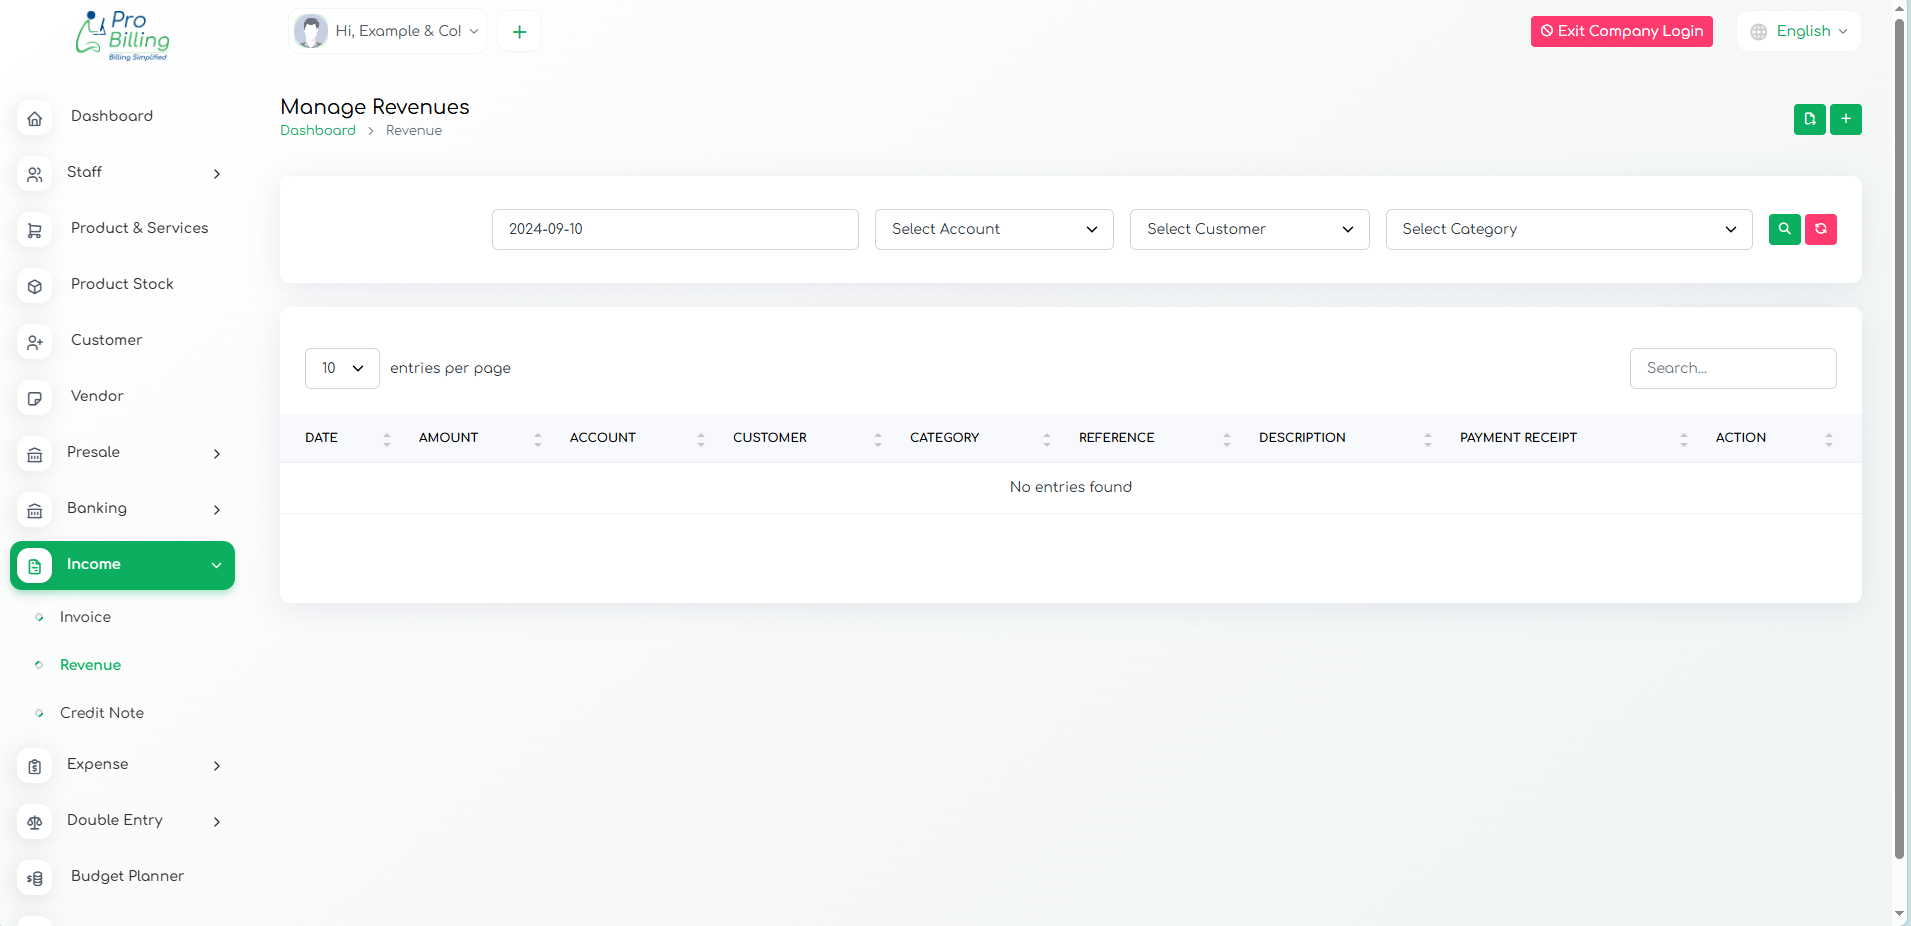 Pro
Billing
Billing Simplified
Hi, Example & Co!
Exit Company Login
English
Dashboard
Staff
Product & Services
Product Stock
Customer
Vendor
Presale
Banking
Income
Invoice
Revenue
Credit Note
Expense
Double Entry
Budget Planner
Manage Revenues
Dashboard > Revenue
2024-09-10
Select Account
Select Customer
Select Category
10 entries per page
Search...
DATE AMOUNT ACCOUNT CUSTOMER CATEGORY REFERENCE DESCRIPTION PAYMENT RECEIPT ACTION
No entries found